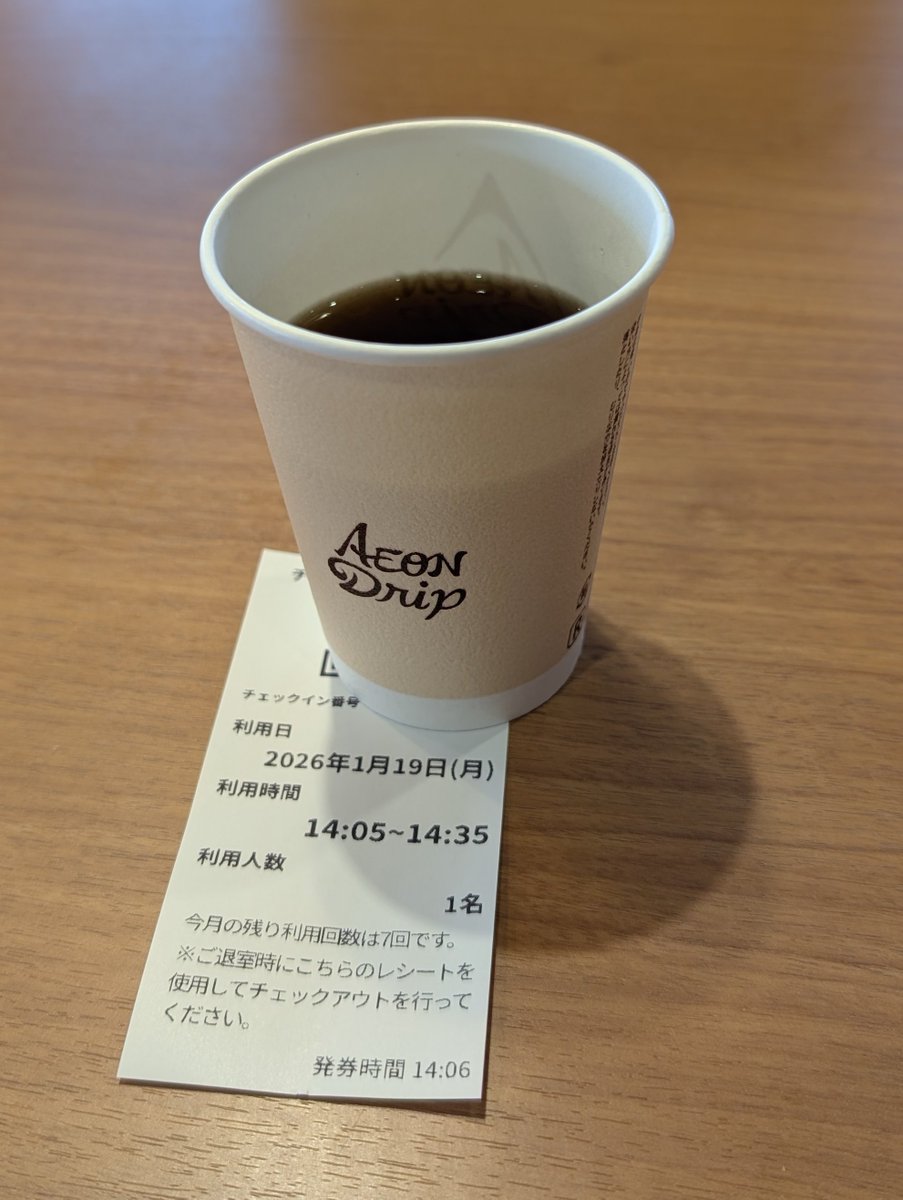 AEON
Drip
チェックイン番号
利用日
2026年1月19日(月)
利用時間
14:05~14:35
利用人数
1名
今月の残り利用回数は7回です。
※ご退室時にこちらのレシートを
使用してチェックアウトを行って
ください。
発券時間 14:06